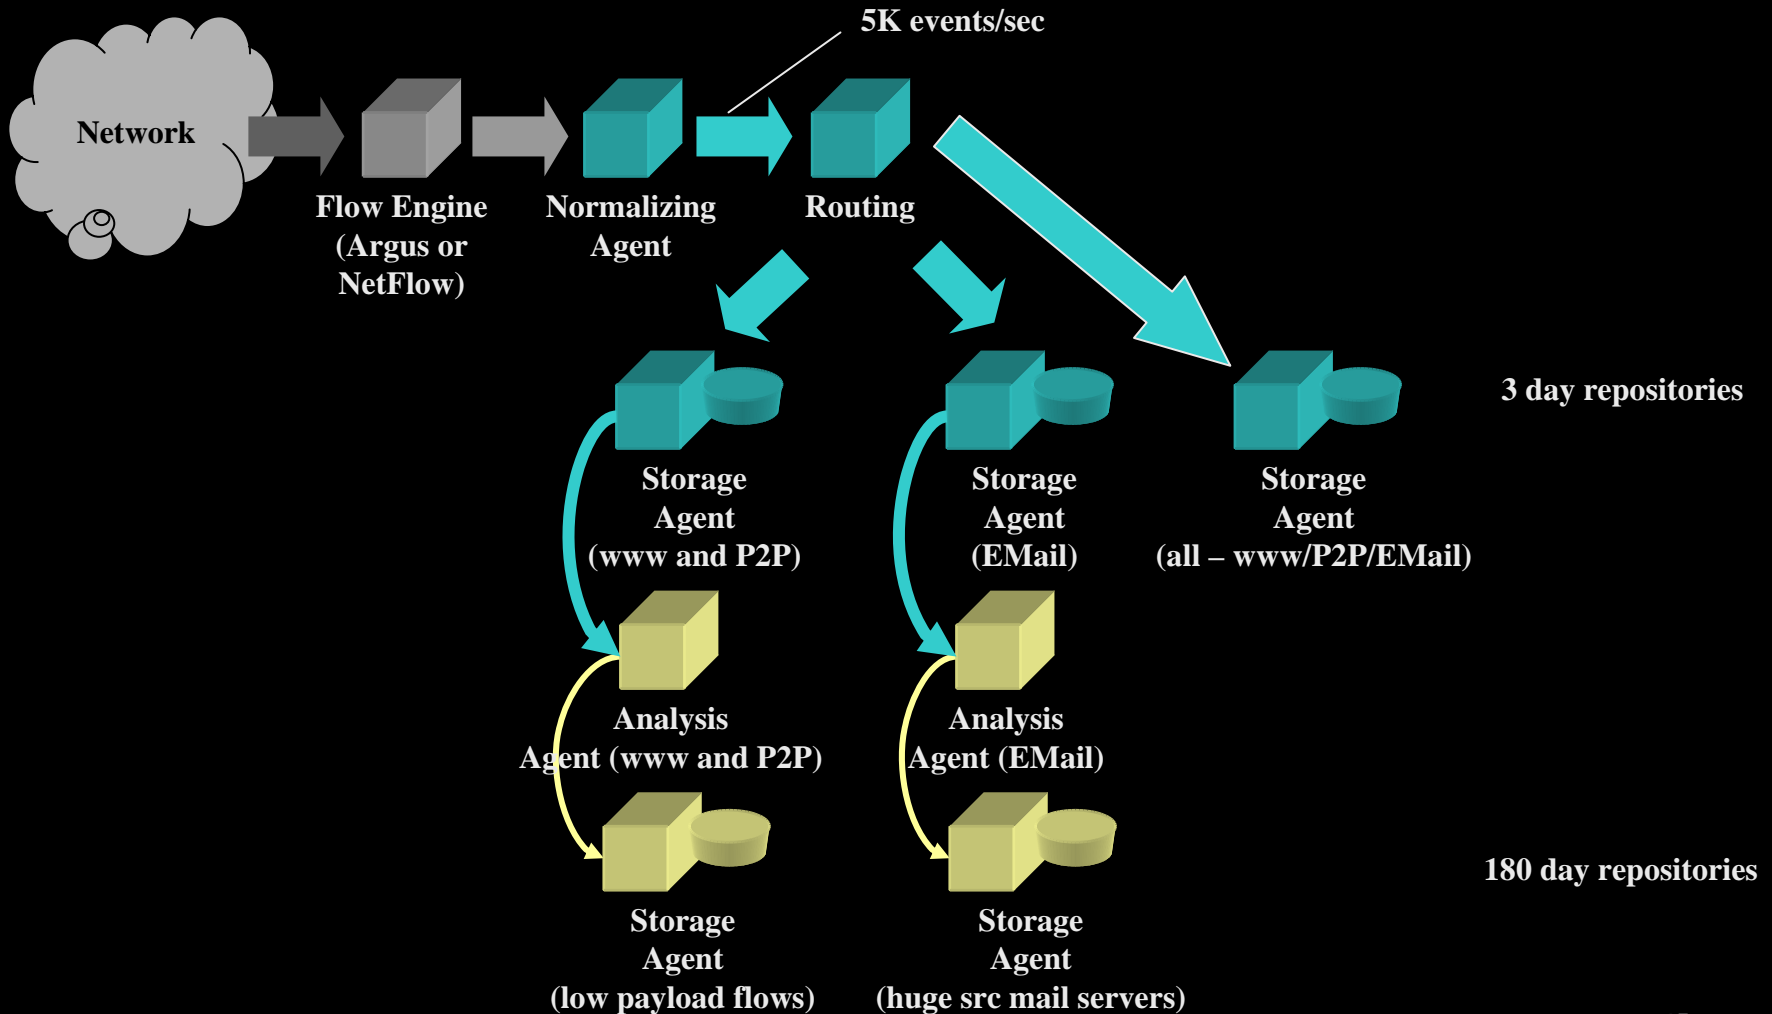 5K events/sec
Network
Flow Engine
(Argus or
NetFlow)
Normalizing
Agent
Routing
3 day repositories
Storage
Agent
(www and P2P)
Storage
Agent
(EMail)
Storage
Agent
(all – www/P2P/EMail)
Analysis
Agent (www and P2P)
Analysis
Agent (EMail)
180 day repositories
Storage
Agent
(low payload flows)
Storage
Agent
(huge src mail servers)